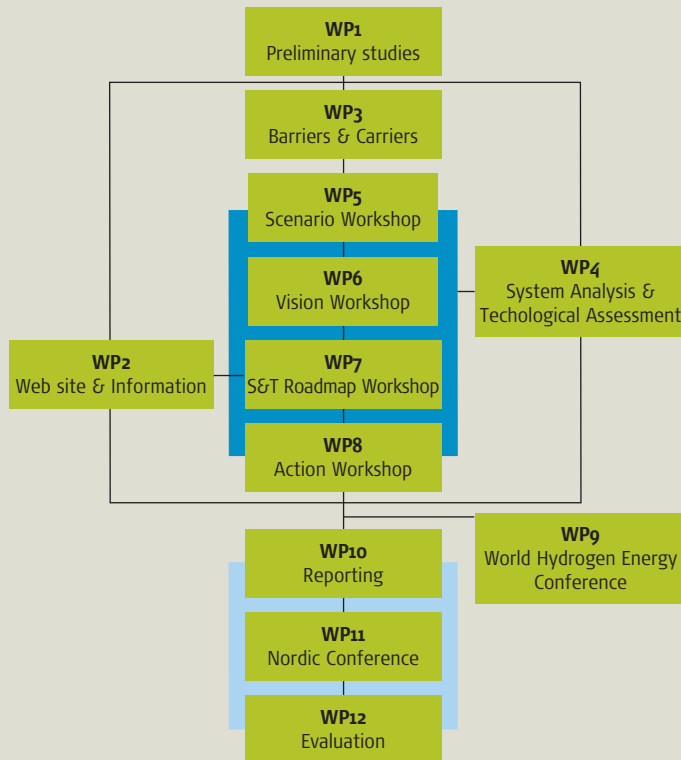 WP1
Preliminary studies
WP3
Barriers & Carriers
WP5
Scenario Workshop
WP6
Vision Workshop
WP4
System Analysis &
Techological Assessment
WP2
Web site & Information
WP7
S&T Roadmap Workshop
WP8
Action Workshop
WP9
World Hydrogen Energy
Conference
WP10
Reporting
WP11
Nordic Conference
WP12
Evaluation